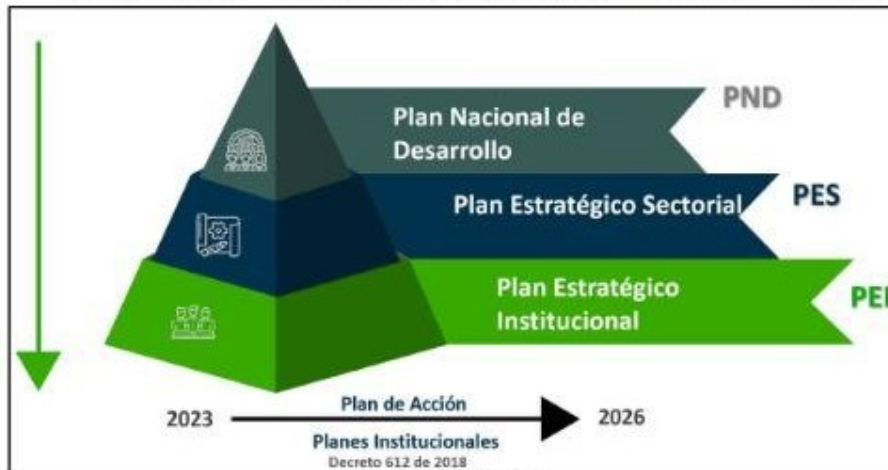 Plan Nacional de
Desarrollo
PND
Plan Estratégico Sectorial
PES
Plan Estratégico
Institucional
PEI
2023
Plan de Acción
2026
Planes Institucionales
Decreto 612 de 2018